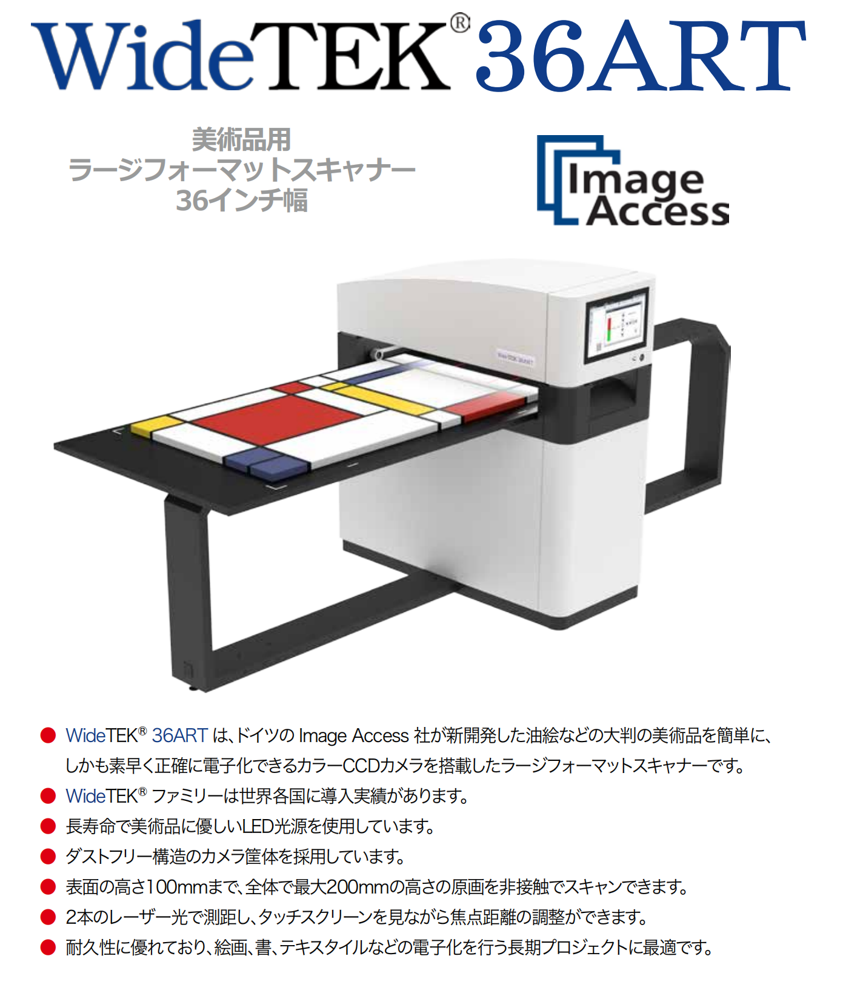 WideTEK® 36ART
美術品用
ラージフォーマットスキャナー
36インチ幅
Image
Access
WideTEK 36ART
● WideTEK® 36ART は、ドイツの Image Access 社が新開発した油絵などの大判の美術品を簡単に、
しかも素早く正確に電子化できるカラーCCDカメラを搭載したラージフォーマットスキャナーです。
● WideTEK® ファミリーは世界各国に導入実績があります。
● 長寿命で美術品に優しいLED光源を使用しています。
● ダストフリー構造のカメラ筐体を採用しています。
● 表面の高さ100mmまで、全体で最大200mmの高さの原画を非接触でスキャンできます。
● 2本のレーザー光で測距し、タッチスクリーンを見ながら焦点距離の調整ができます。
● 耐久性に優れており、絵画、書、テキスタイルなどの電子化を行う長期プロジェクトに最適です。